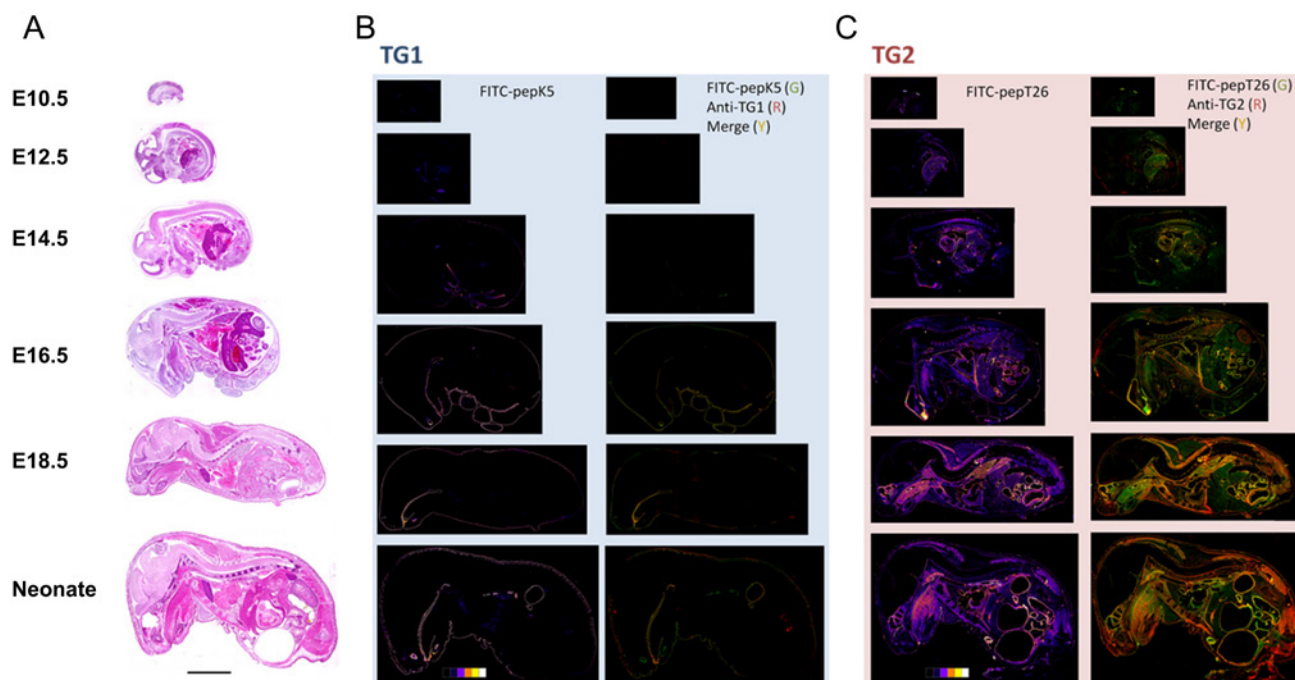 A
B
C
TG1
TG2
E10.5
E12.5
E14.5
E16.5
E18.5
Neonate
FITC-pepK5
FITC-pepK5 (G)
Anti-TG1 (R)
Merge (Y)
FITC-pepT26
FITC-pepT26 (G)
Anti-TG2 (R)
Merge (Y)